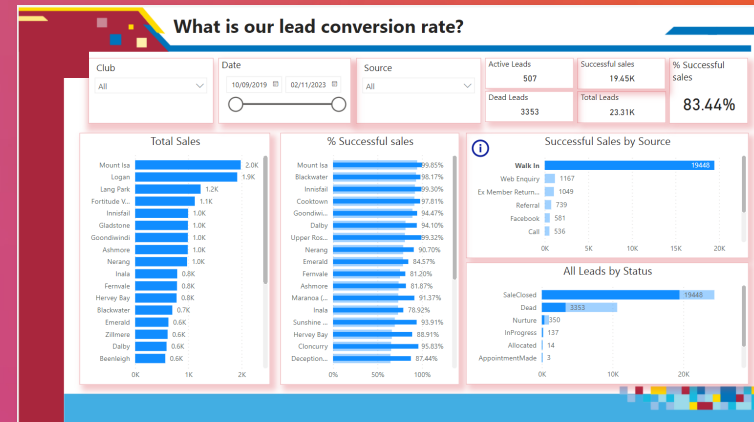 What is our lead conversion rate?
Club
All
Date
10/09/2019
02/11/2023
Source
All
Active Leads
507
Dead Leads
3353
Successful sales
19.45K
Total Leads
23.31K
% Successful sales
83.44%
Total Sales
Mount Isa 2.0K
Logan 1.9K
Lang Park 1.2K
Fortitude V... 1.1K
Innisfail 1.0K
Gladstone 1.0K
Goondiwindi 1.0K
Ashmore 1.0K
Nerang 1.0K
Inala 0.8K
Fernvale 0.8K
Hervey Bay 0.8K
Blackwater 0.7K
Emerald 0.6K
Zillmere 0.6K
Dalby 0.6K
Beenleigh 0.6K
0K 1K 2K
% Successful sales
Mount Isa 99.85%
Blackwater 98.17%
Innisfail 99.30%
Cooktown 97.81%
Goondiwi... 94.47%
Dalby 94.10%
Upper Ros... 99.32%
Nerang 90.70%
Emerald 84.57%
Fernvale 81.20%
Ashmore 81.87%
Maranoa (... 91.37%
Inala 78.92%
Sunshine ... 93.91%
Hervey Bay 88.91%
Cloncurry 95.83%
Deception... 87.44%
0% 50% 100%
Successful Sales by Source
Walk In 19448
Web Enquiry 1167
Ex Member Return... 1049
Referral 739
Facebook 581
Call 536
0K 5K 10K 15K 20K
All Leads by Status
SaleClosed 19448
Dead 3353
Nurture 350
InProgress 137
Allocated 14
AppointmentMade 3
0K 10K 20K